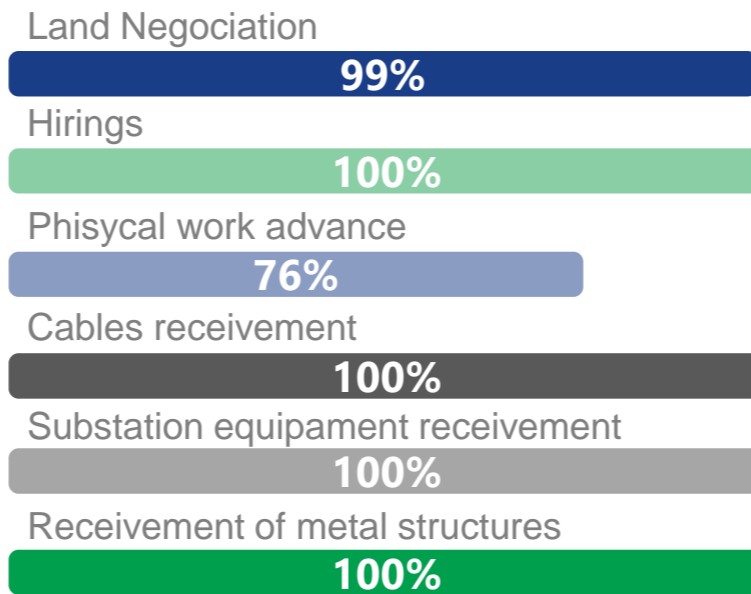 Land Negociation
99%
Hirings
100%
Phisycal work advance
76%
Cables receivement
100%
Substation equipament receivement
100%
Receivement of metal structures
100%